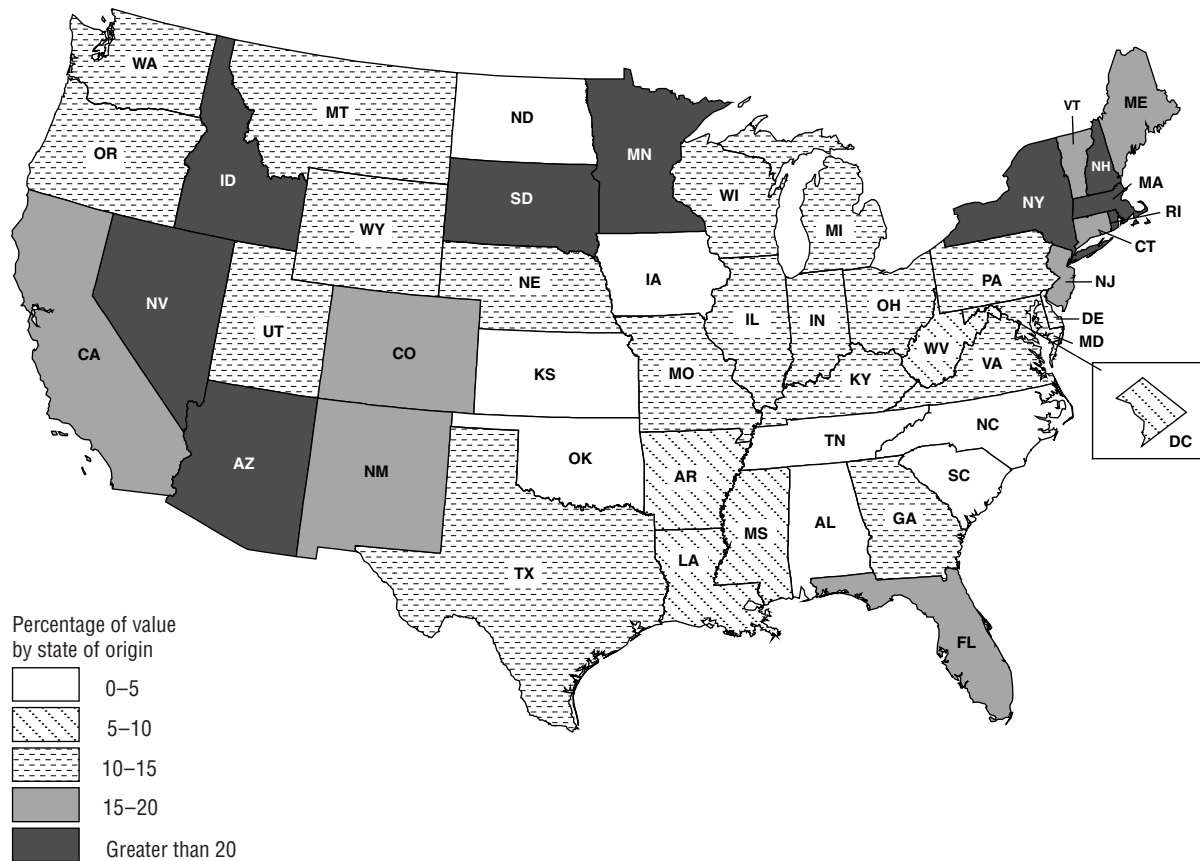 WA
MT
ND
MN
VT
ME
OR
ID
SD
WI
MI
NY
NH
MA
RI
CT
WY
NE
IA
PA
NJ
NV
UT
CO
CA
KS
MO
IL
IN
OH
WV
VA
DE
MD
KY
DC
AZ
NM
OK
AR
TN
NC
SC
TX
LA
MS
AL
GA
FL
Percentage of value
by state of origin
0–5
5–10
10–15
15–20
Greater than 20